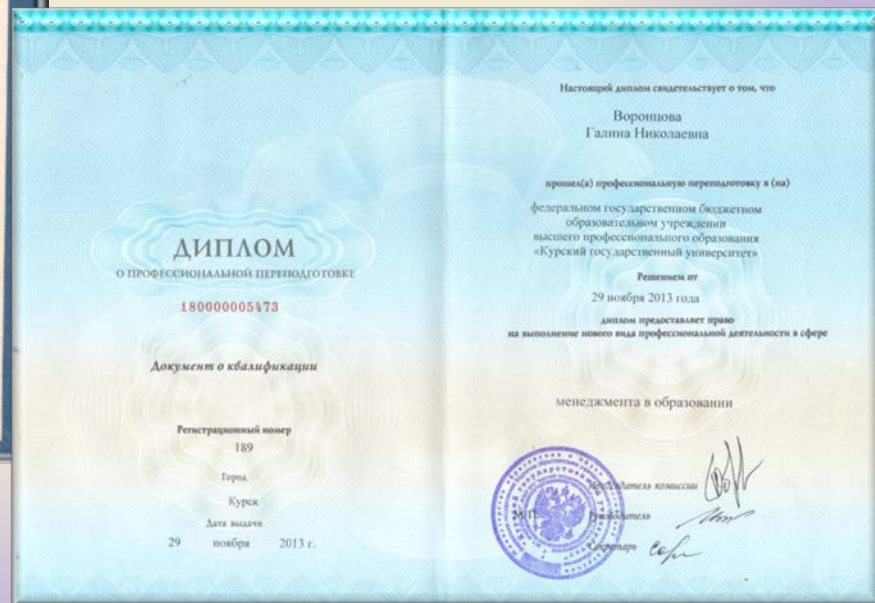 ДИПЛОМ
О ПРОФЕССИОНАЛЬНОЙ ПЕРЕПОДГОТОВКЕ
180000005473
Документ о квалификации
Регистрационный номер
189
Город
Курск
Дата выдачи
29 ноября 2013 г.
Настоящий диплом свидетельствует о том, что
Воронцова
Галина Николаевна
прошел(а) профессиональную переподготовку в (на)
федеральном государственном бюджетном
образовательном учреждении
высшего профессионального образования
«Курский государственный университет»
Решением от
29 ноября 2013 года
диплом предоставляет право
на выполнение нового вида профессиональной деятельности в сфере
менеджмента в образовании
Председатель комиссии
М.П. Руководитель
Секретарь